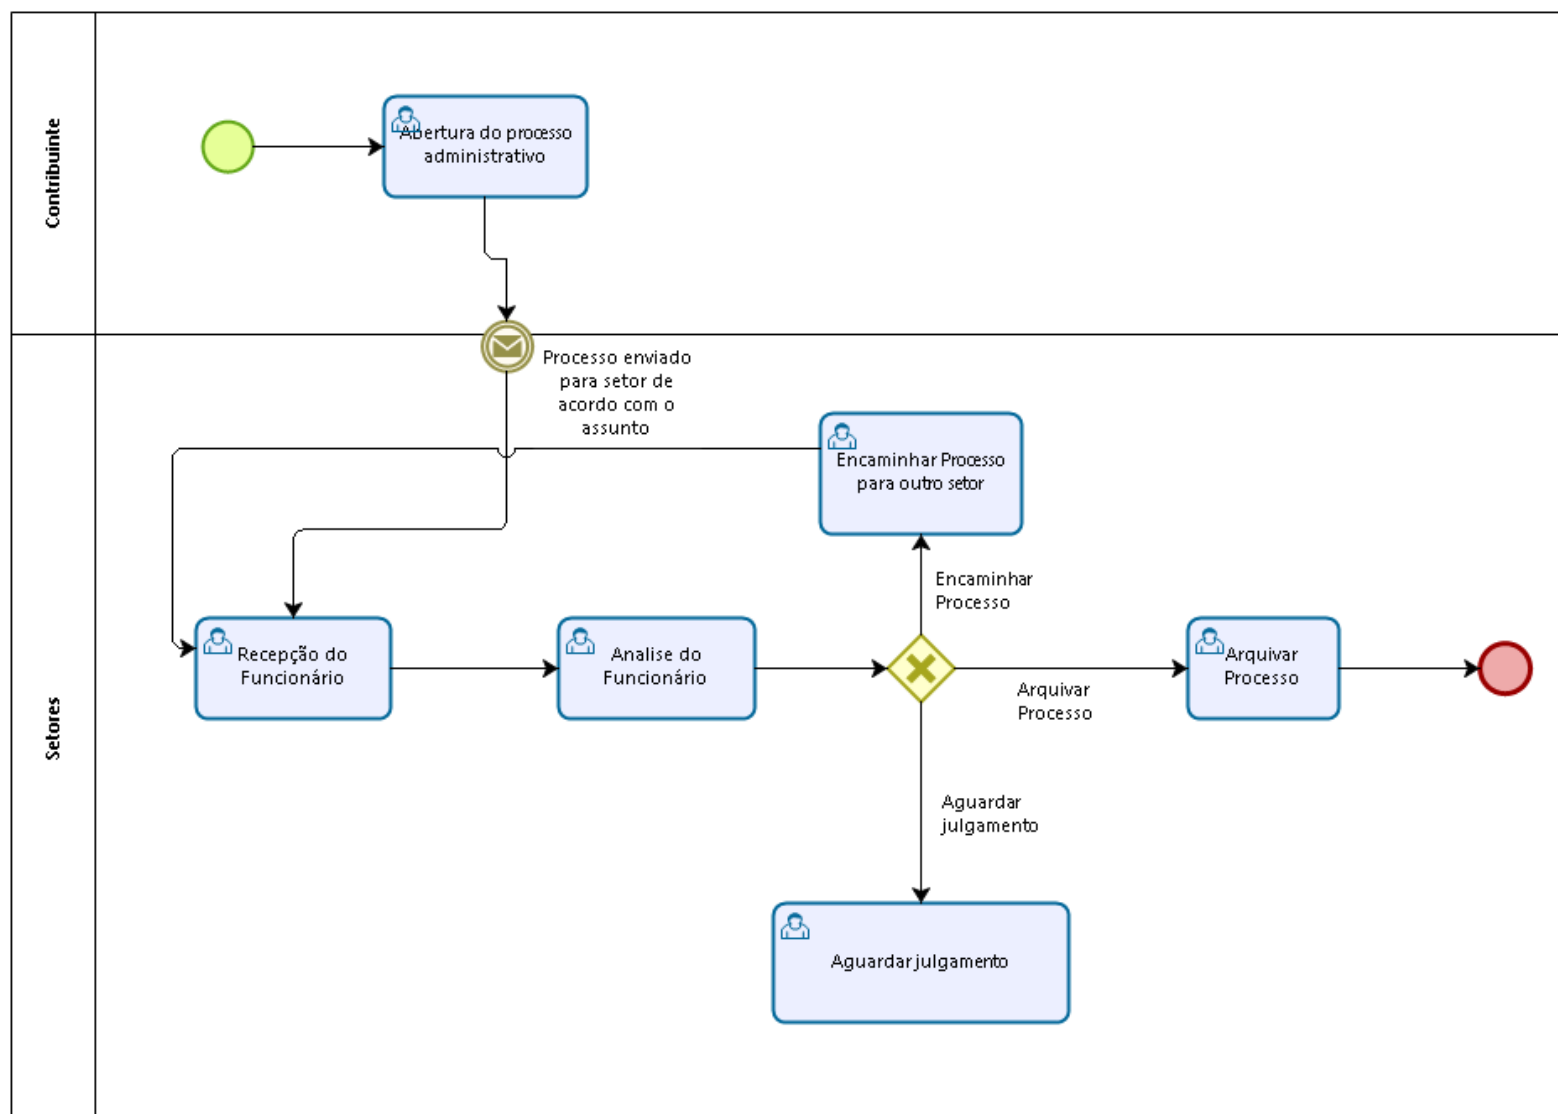 Contribuinte
Abertura do processo
administrativo
Processo enviado
para setor de
acordo com o
assunto
Setores
Encaminhar Processo
para outro setor
Encaminhar
Processo
Recepção do
Funcionário
Analise do
Funcionário
Arquivar
Processo
Arquivar
Processo
Aguardar
julgamento
Aguardar julgamento